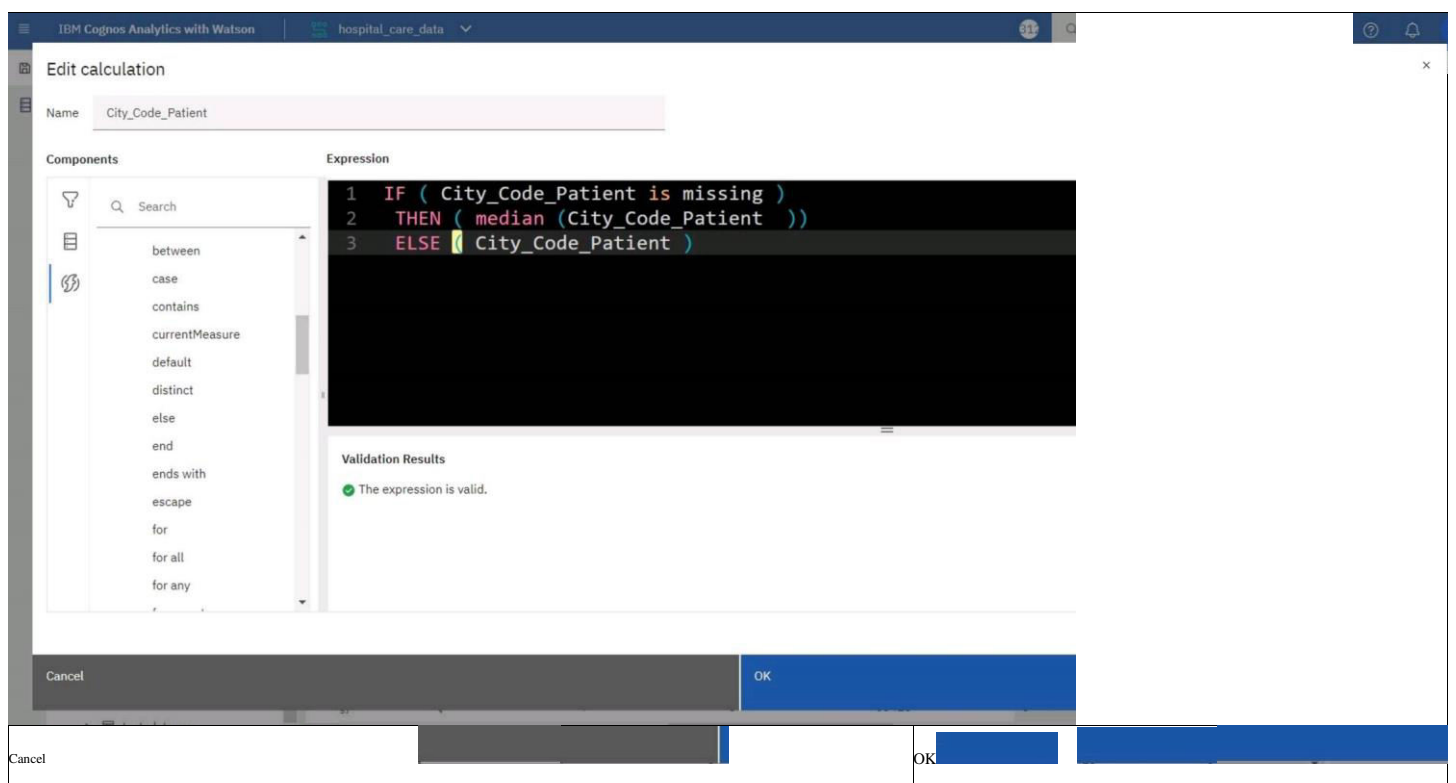 IBM Cognos Analytics with Watson
hospital_care_data
Edit calculation
Name
City_Code_Patient
Components
Expression
Search
between
case
contains
currentMeasure
default
distinct
else
end
ends with
escape
for
for all
for any
1 IF ( City_Code_Patient is missing )
2 THEN ( median (City_Code_Patient ))
3 ELSE ( City_Code_Patient )
Validation Results
The expression is valid.
Cancel
OK
Cancel
OK